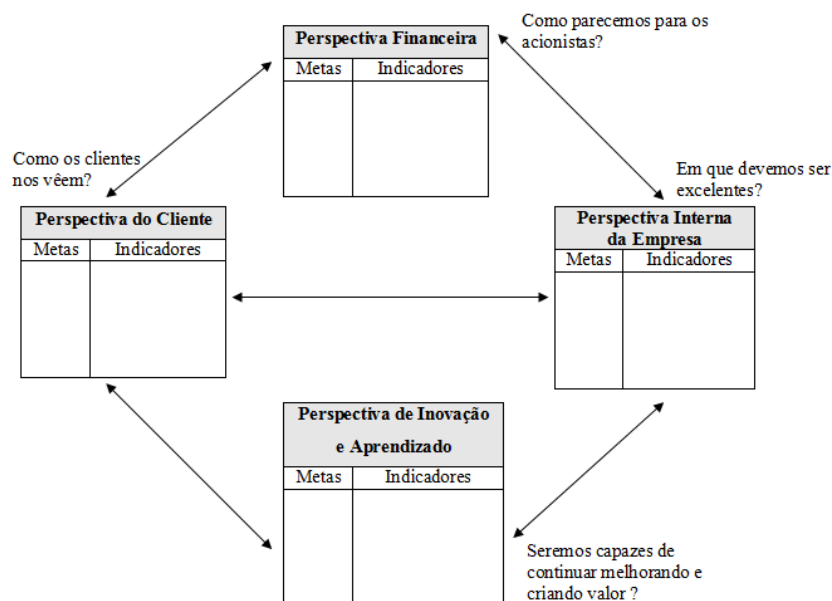 Como parecemos para os
acionistas?
Perspectiva Financeira
Metas Indicadores
Como os clientes
nos vêem?
Em que devemos ser
excelentes?
Perspectiva do Cliente
Metas Indicadores
Perspectiva Interna
da Empresa
Metas Indicadores
Perspectiva de Inovação
e Aprendizado
Metas Indicadores
Seremos capazes de
continuar melhorando e
criando valor ?